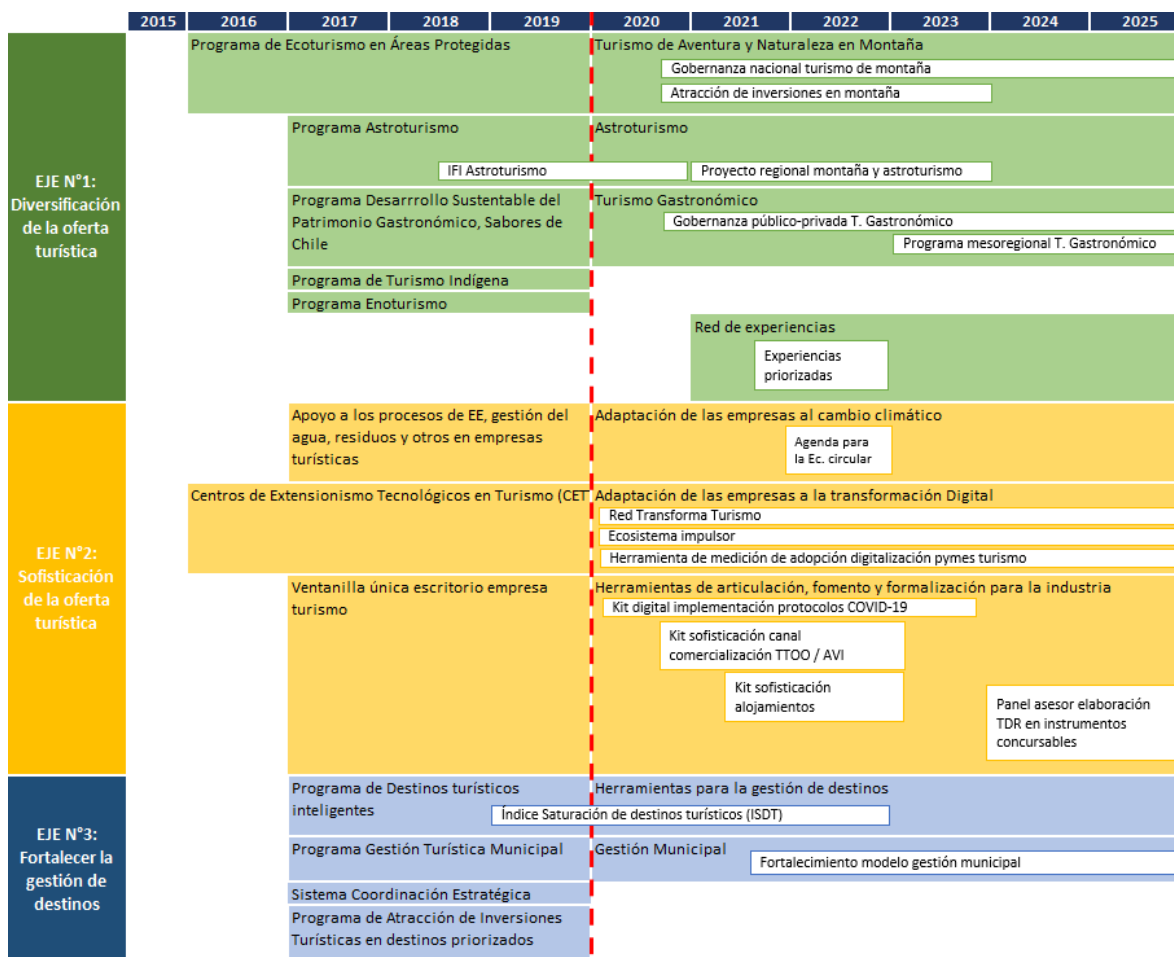 2015 2016 2017 2018 2019 2020 2021 2022 2023 2024 2025
EJE N°1:
Diversificación
de la oferta
turística
Programa de Ecoturismo en Áreas Protegidas
Turismo de Aventura y Naturaleza en Montaña
Gobernanza nacional turismo de montaña
Atracción de inversiones en montaña
Programa Astroturismo
Astroturismo
IFI Astroturismo
Proyecto regional montaña y astroturismo
Programa Desarrrollo Sustentable del
Patrimonio Gastronómico, Sabores de
Chile
Turismo Gastronómico
Gobernanza público-privada T. Gastronómico
Programa mesoregional T. Gastronómico
Programa de Turismo Indígena
Programa Enoturismo
Red de experiencias
Experiencias
priorizadas
EJE N°2:
Sofisticación
de la oferta
turística
Apoyo a los procesos de EE, gestión del
agua, residuos y otros en empresas
turísticas
Adaptación de las empresas al cambio climático
Agenda para
la Ec. circular
Centros de Extensionismo Tecnológicos en Turismo (CET
Adaptación de las empresas a la transformación Digital
Red Transforma Turismo
Ecosistema impulsor
Herramienta de medición de adopción digitalización pymes turismo
Ventanilla única escritorio empresa
turismo
Herramientas de articulación, fomento y formalización para la industria
Kit digital implementación protocolos COVID-19
Kit sofisticación canal
comercialización TTOO / AVI
Kit sofisticación
alojamientos
Panel asesor elaboración
TDR en instrumentos
concursables
EJE N°3:
Fortalecer la
gestión de
destinos
Programa de Destinos turísticos
inteligentes
Herramientas para la gestión de destinos
Índice Saturación de destinos turísticos (ISDT)
Programa Gestión Turística Municipal
Gestión Municipal
Fortalecimiento modelo gestión municipal
Sistema Coordinación Estratégica
Programa de Atracción de Inversiones
Turísticas en destinos priorizados